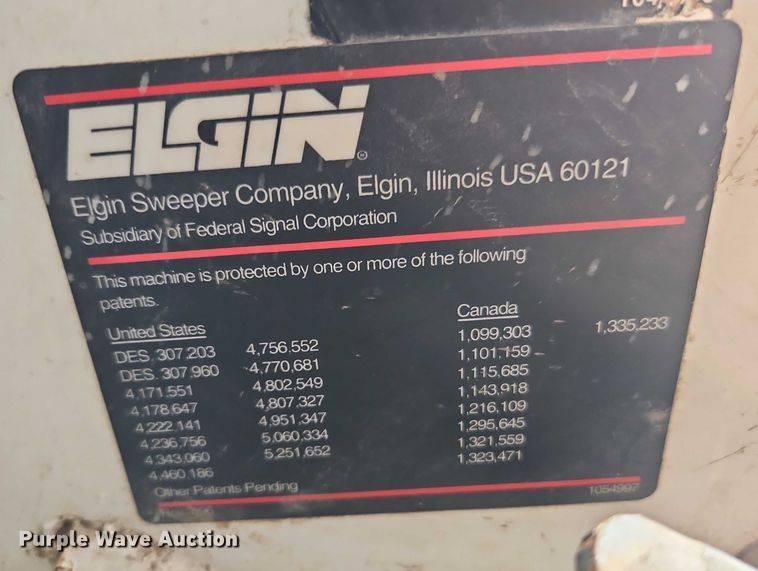 ELGIN
Elgin Sweeper Company, Elgin, Illinois USA 60121
Subsidiary of Federal Signal Corporation
This machine is protected by one or more of the following
patents.
United States
DES. 307,203 4,756,552
DES. 307,960 4,770,681
4,171,551 4,802,549
4,178,647 4,807,327
4,222,141 4,951,347
4,236,756 5,060,334
4,343,060 5,251,652
4,460,186
Canada
1,099,303 1,335,233
1,101,159
1,115,685
1,143,918
1,216,109
1,295,645
1,321,559
1,323,471
Other Patents Pending
1054997
Purple Wave Auction